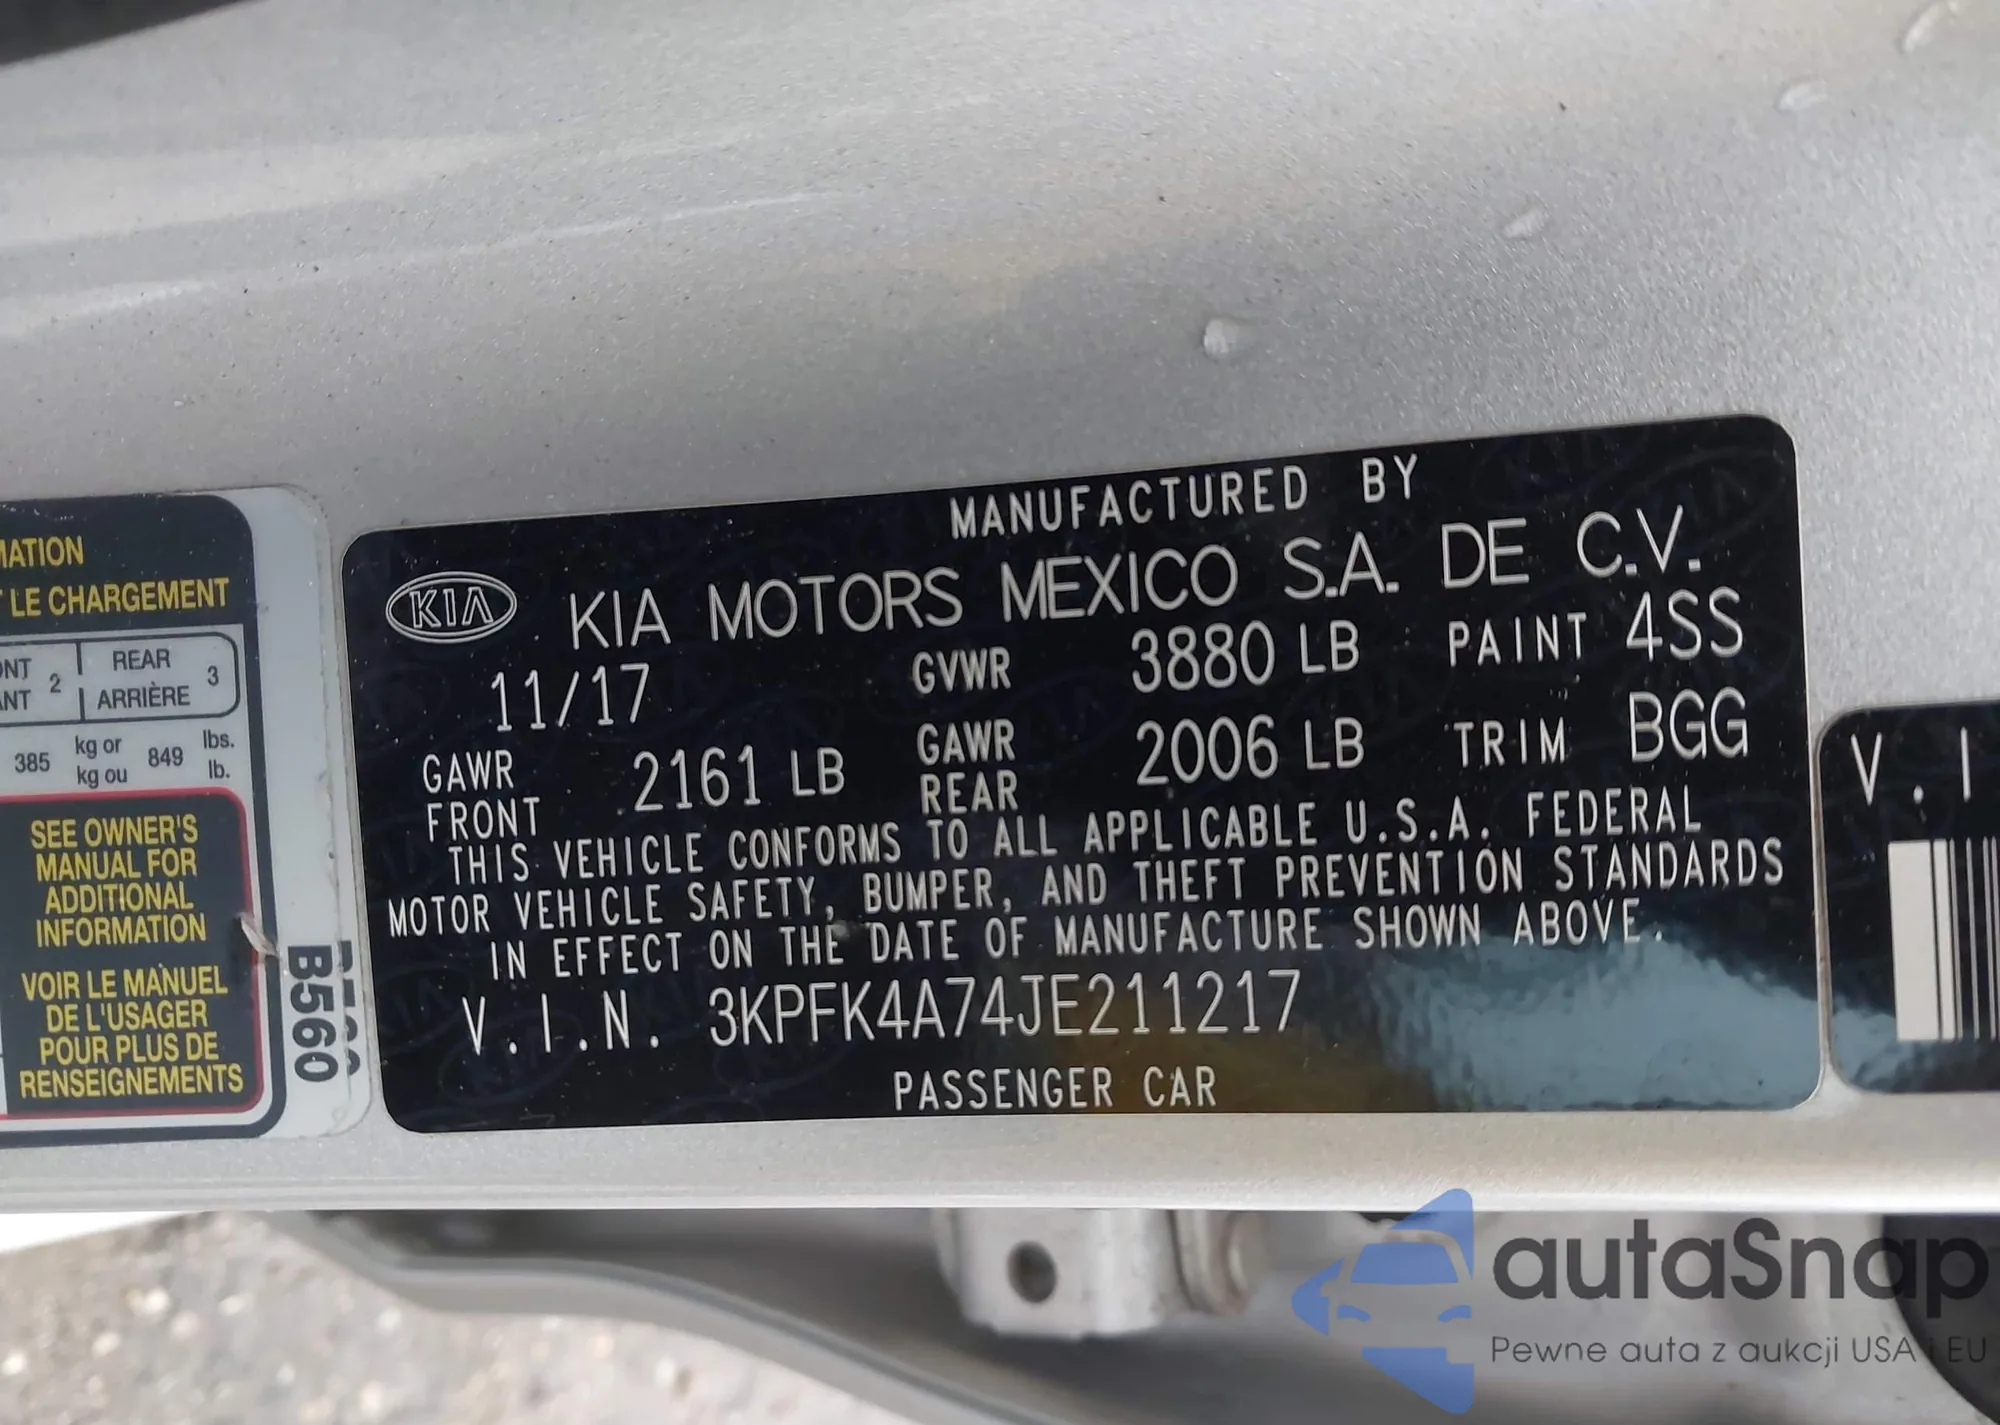 MATION
LE CHARGEMENT
2 REAR 3
ARRIÈRE
385 kg or 849 lbs.
kg ou lb.
SEE OWNER'S
MANUAL FOR
ADDITIONAL
INFORMATION
VOIR LE MANUEL
DE L'USAGER
POUR PLUS DE
RENSEIGNEMENTS
B560
MANUFACTURED BY
KIA KIA MOTORS MEXICO S.A. DE C.V.
11/17 GVWR 3880 LB PAINT 4SS
GAWR FRONT 2161 LB GAWR REAR 2006 LB TRIM BGG
THIS VEHICLE CONFORMS TO ALL APPLICABLE U.S.A. FEDERAL
MOTOR VEHICLE SAFETY, BUMPER, AND THEFT PREVENTION STANDARDS
IN EFFECT ON THE DATE OF MANUFACTURE SHOWN ABOVE.
V.I.N. 3KPFK4A74JE211217
PASSENGER CAR
V.I
autaSnap
Pewne auta z aukcji USA i EU